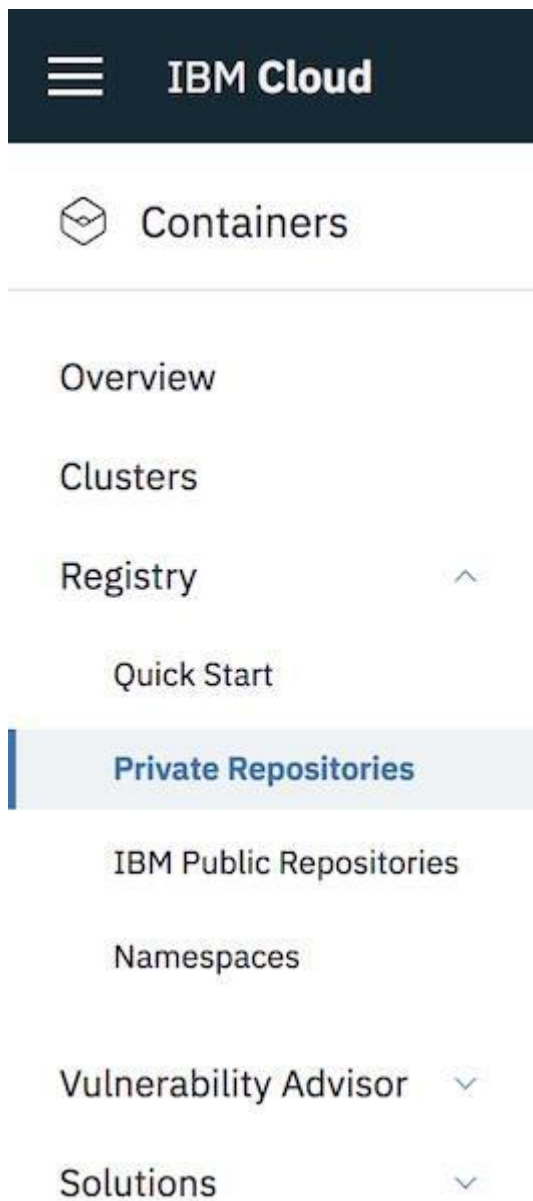 IBM Cloud
Containers
Overview
Clusters
Registry
Quick Start
Private Repositories
IBM Public Repositories
Namespaces
Vulnerability Advisor
Solutions